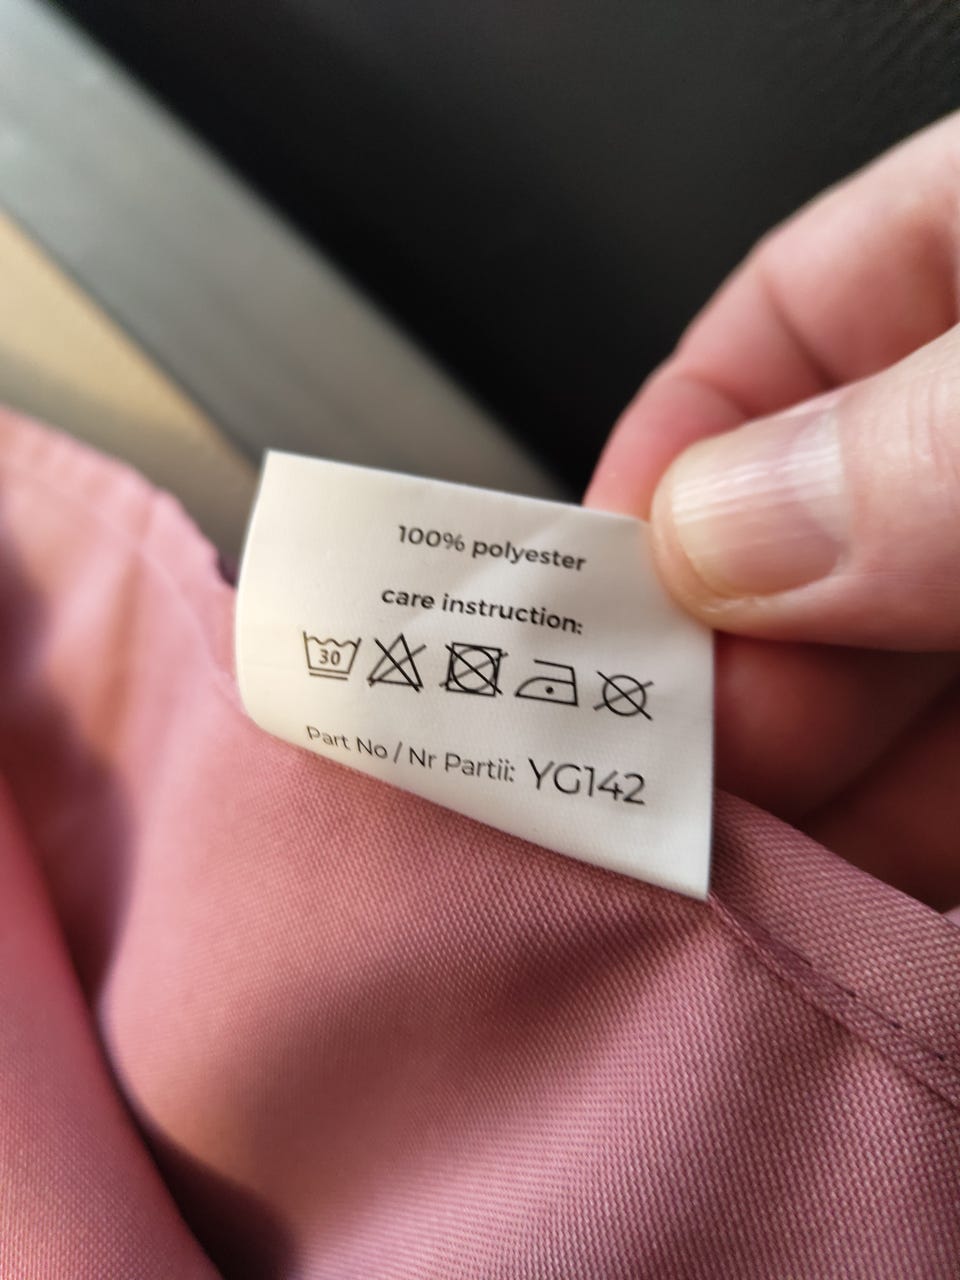 100% polyester
care instruction:
30
Part No / Nr Partii: YG142